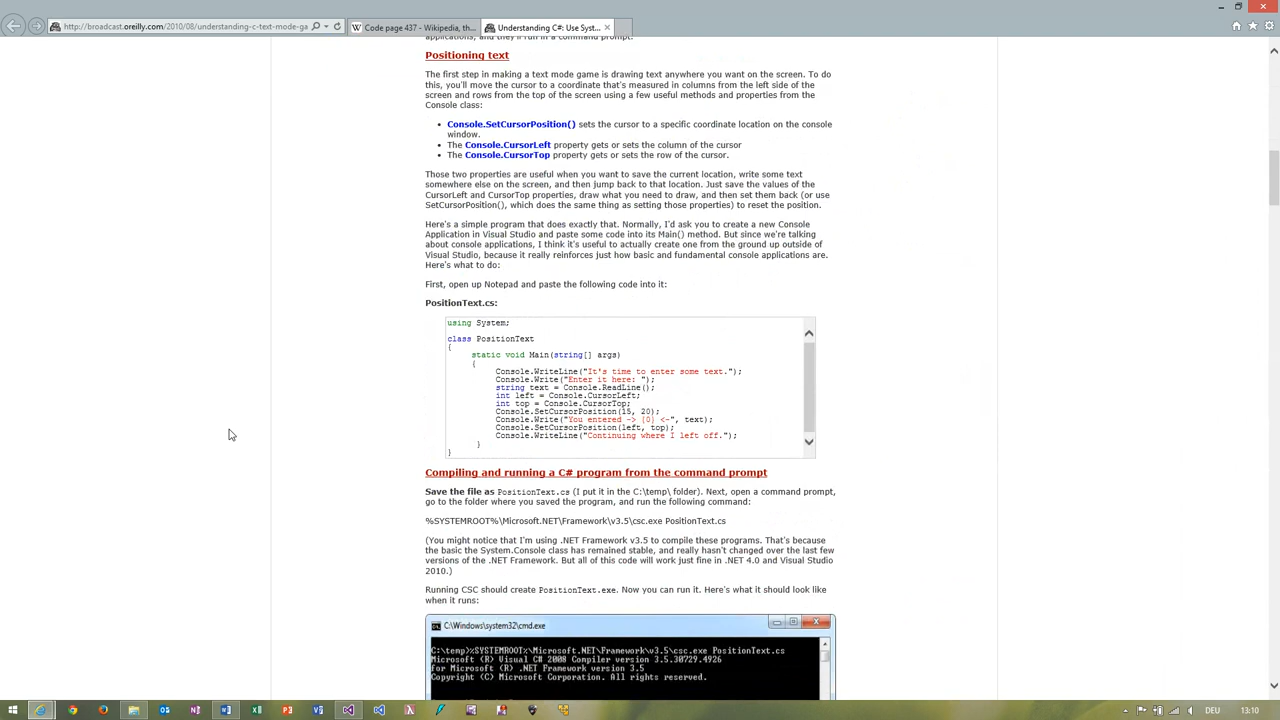 http://broadcast.oreilly.com/2010/08/understanding-c-text-mode-ga
Code page 437 - Wikipedia, th...
Understanding C#: Use Syst...
applications, and they'll run in a command prompt.
Positioning text
The first step in making a text mode game is drawing text anywhere you want on the screen. To do
this, you'll move the cursor to a coordinate that's measured in columns from the left side of the
screen and rows from the top of the screen using a few useful methods and properties from the
Console class:
• Console.SetCursorPosition() sets the cursor to a specific coordinate location on the console
window.
• The Console.CursorLeft property gets or sets the column of the cursor
• The Console.CursorTop property gets or sets the row of the cursor.
Those two properties are useful when you want to save the current location, write some text
somewhere else on the screen, and then jump back to that location. Just save the values of the
CursorLeft and CursorTop properties, draw what you need to draw, and then set them back (or use
SetCursorPosition(), which does the same thing as setting those properties) to reset the position.
Here's a simple program that does exactly that. Normally, I'd ask you to create a new Console
Application in Visual Studio and paste some code into its Main() method. But since we're talking
about console applications, I think it's useful to actually create one from the ground up outside of
Visual Studio, because it really reinforces just how basic and fundamental console applications are.
Here's what to do:
First, open up Notepad and paste the following code into it:
PositionText.cs:
using System;
class PositionText
{
static void Main(string[] args)
{
Console.WriteLine("It's time to enter some text.");
Console.Write("Enter it here: ");
string text = Console.ReadLine();
int left = Console.CursorLeft;
int top = Console.CursorTop;
Console.SetCursorPosition(15, 20);
Console.Write("You entered -> {0} <-", text);
Console.SetCursorPosition(left, top);
Console.WriteLine("Continuing where I left off.");
}
}
Compiling and running a C# program from the command prompt
Save the file as PositionText.cs (I put it in the C:\temp\ folder). Next, open a command prompt,
go to the folder where you saved the program, and run the following command:
%SYSTEMROOT%\Microsoft.NET\Framework\v3.5\csc.exe PositionText.cs
(You might notice that I'm using .NET Framework v3.5 to compile these programs. That's because
the basic the System.Console class has remained stable, and really hasn't changed over the last few
versions of the .NET Framework. But all of this code will work just fine in .NET 4.0 and Visual Studio
2010.)
Running CSC should create PositionText.exe. Now you can run it. Here's what it should look like
when it runs:
C:\Windows\system32\cmd.exe
C:\temp>%SYSTEMROOT%\Microsoft.NET\Framework\v3.5\csc.exe PositionText.cs
Microsoft (R) Visual C# 2008 Compiler version 3.5.30729.4926
for Microsoft (R) .NET Framework version 3.5
Copyright (C) Microsoft Corporation. All rights reserved.
DEU
13:10